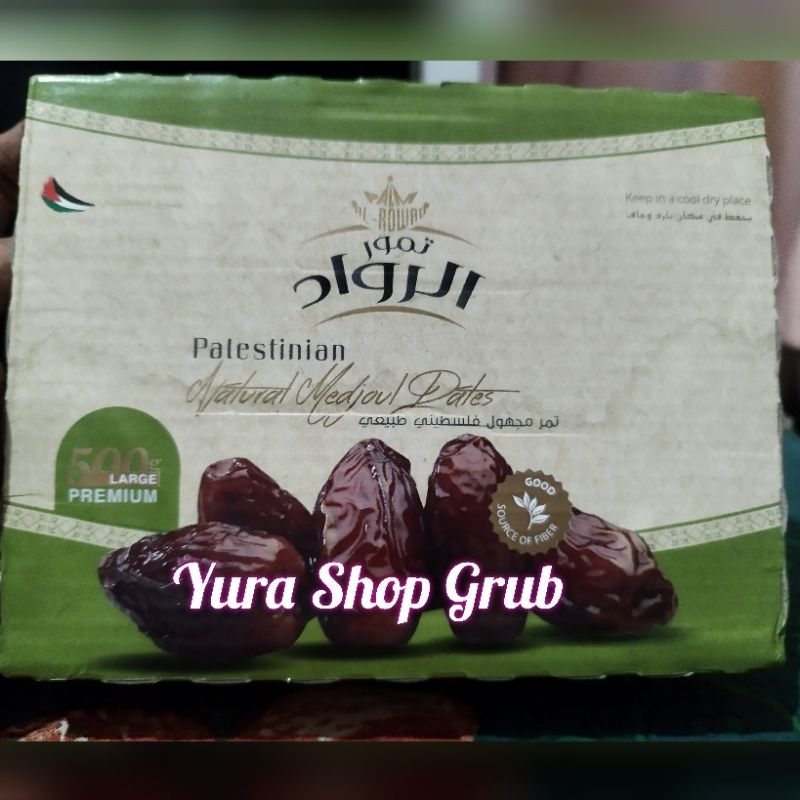 AL-ROWAD
تمور
الرواد
Keep in a cool dry place
يحفظ في مكان بارد وجاف
Palestinian
Natural Medjoul Dates
تمر مجهول فلسطيني طبيعي
500g
LARGE
PREMIUM
GOOD
SOURCE OF FIBER
Yura Shop Grub